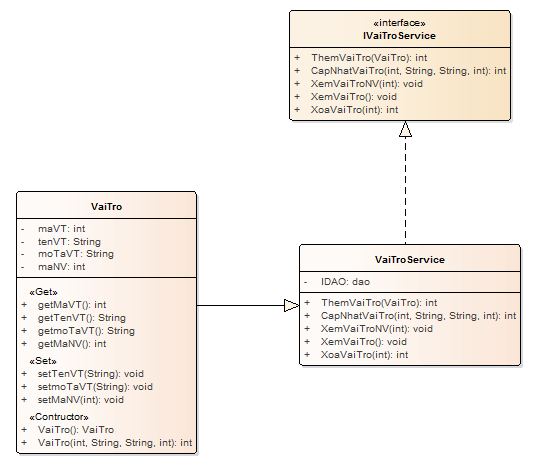 «interface»
IVaiTroService
+ ThemVaiTro(VaiTro): int
+ CapNhatVaiTro(int, String, String, int): int
+ XemVaiTroNV(int): void
+ XemVaiTro(): void
+ XoaVaiTro(int): int
VaiTro
- maVT: int
- tenVT: String
- moTaVT: String
- maNV: int
«Get»
+ getMaVT(): int
+ getTenVT(): String
+ getmoTaVT(): String
+ getMaNV(): int
«Set»
+ setTenVT(String): void
+ setmoTaVT(String): void
+ setMaNV(int): void
«Contructor»
+ VaiTro(): VaiTro
+ VaiTro(int, String, String, int): int
VaiTroService
- IDAO: dao
+ ThemVaiTro(VaiTro): int
+ CapNhatVaiTro(int, String, String, int): int
+ XemVaiTroNV(int): void
+ XemVaiTro(): void
+ XoaVaiTro(int): int